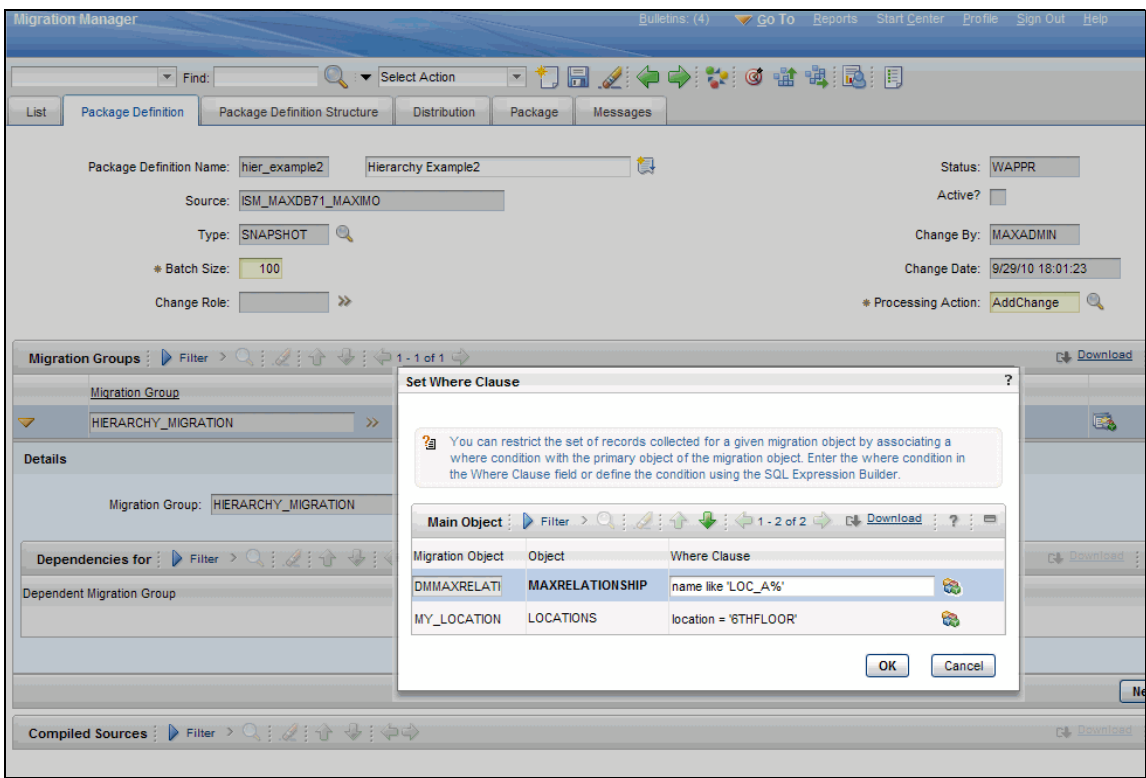 Migration Manager
Bulletins: (4) Go To Reports Start Center Profile Sign Out Help
Find: Select Action
List Package Definition Package Definition Structure Distribution Package Messages
Package Definition Name: hier_example2 Hierarchy Example2 Status: WAPPR
Source: ISM_MAXDB71_MAXIMO Active?
Type: SNAPSHOT Change By: MAXADMIN
* Batch Size: 100 Change Date: 9/29/10 18:01:23
Change Role: * Processing Action: AddChange
Migration Groups Filter 1 - 1 of 1 Download
Migration Group
HIERARCHY_MIGRATION
Details
Migration Group: HIERARCHY_MIGRATION
Dependencies for Filter Download
Dependent Migration Group
Set Where Clause ?
You can restrict the set of records collected for a given migration object by associating a
where condition with the primary object of the migration object. Enter the where condition in
the Where Clause field or define the condition using the SQL Expression Builder.
Main Object Filter 1 - 2 of 2 Download ?
Migration Object Object Where Clause
DMMAXRELATI MAXRELATIONSHIP name like 'LOC_A%'
MY_LOCATION LOCATIONS location = '6THFLOOR'
OK Cancel
Ne
Compiled Sources Filter Download